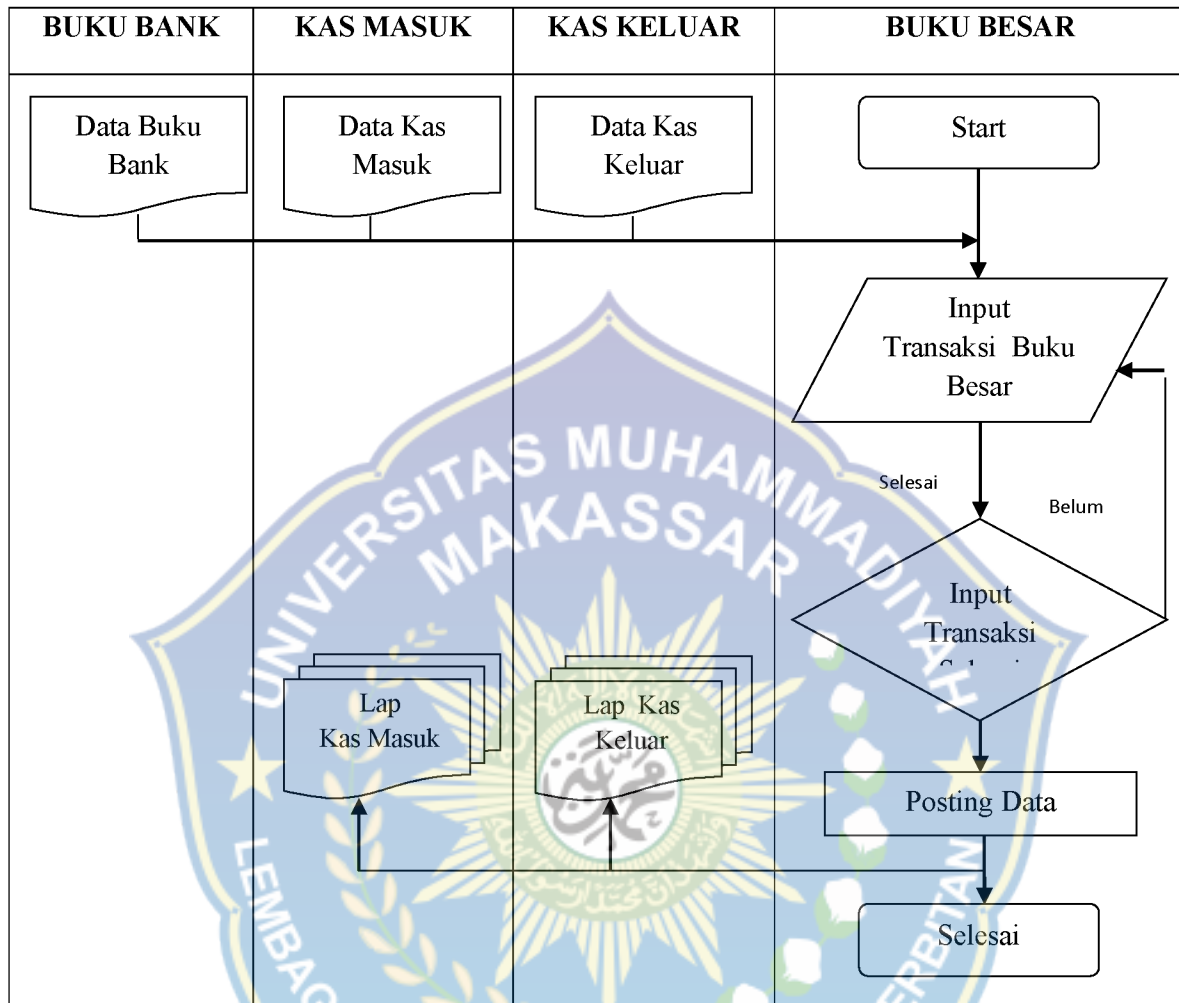 BUKU BANK
KAS MASUK
KAS KELUAR
BUKU BESAR
Data Buku
Bank
Data Kas
Masuk
Data Kas
Keluar
Start
Input
Transaksi Buku
Besar
Selesai
Belum
Input
Transaksi
Lap
Kas Masuk
Lap Kas
Keluar
Posting Data
Selesai
UNIVERSITAS MUHAMMADIYAH
MAKASSAR